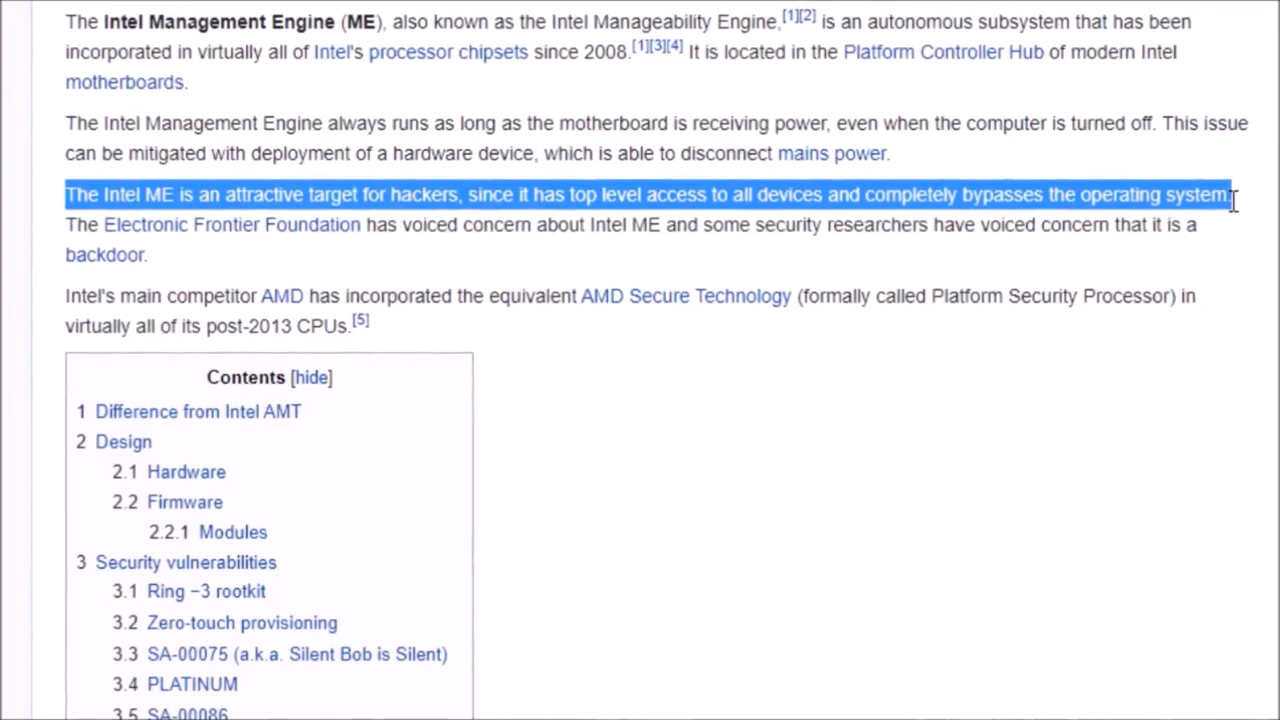 The Intel Management Engine (ME), also known as the Intel Manageability Engine,[1][2] is an autonomous subsystem that has been
incorporated in virtually all of Intel's processor chipsets since 2008.[1][3][4] It is located in the Platform Controller Hub of modern Intel
motherboards.
The Intel Management Engine always runs as long as the motherboard is receiving power, even when the computer is turned off. This issue
can be mitigated with deployment of a hardware device, which is able to disconnect mains power.
The Intel ME is an attractive target for hackers, since it has top level access to all devices and completely bypasses the operating system.
The Electronic Frontier Foundation has voiced concern about Intel ME and some security researchers have voiced concern that it is a
backdoor.
Intel's main competitor AMD has incorporated the equivalent AMD Secure Technology (formally called Platform Security Processor) in
virtually all of its post-2013 CPUs.[5]
Contents [hide]
1 Difference from Intel AMT
2 Design
2.1 Hardware
2.2 Firmware
2.2.1 Modules
3 Security vulnerabilities
3.1 Ring −3 rootkit
3.2 Zero-touch provisioning
3.3 SA-00075 (a.k.a. Silent Bob is Silent)
3.4 PLATINUM
3.5 SA-00086